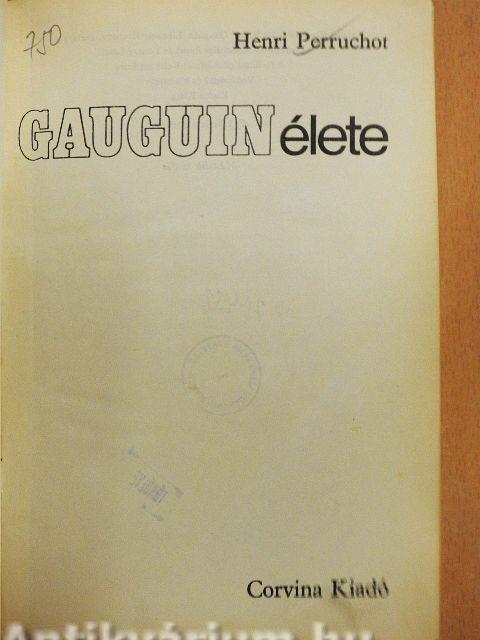 750
Henri Perruchot
GAUGUIN élete
Corvina Kiadó
Antikvárium.hu